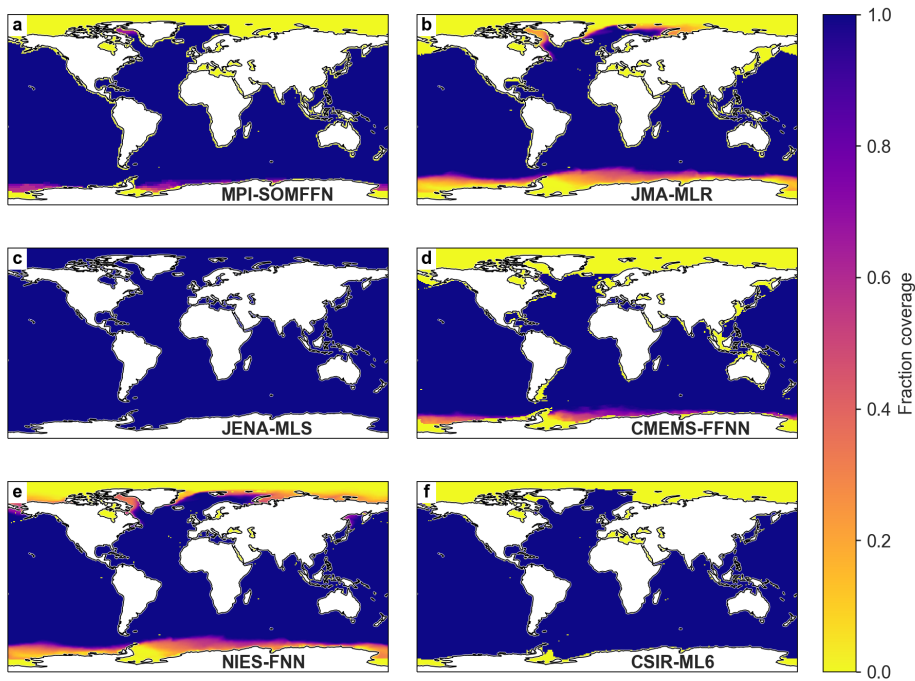 a
b
1.0
MPI-SOMFFN
JMA-MLR
0.8
c
d
0.6
Fraction coverage
JENA-MLS
CMEMS-FFNN
0.4
e
f
0.2
NIES-FNN
CSIR-ML6
0.0